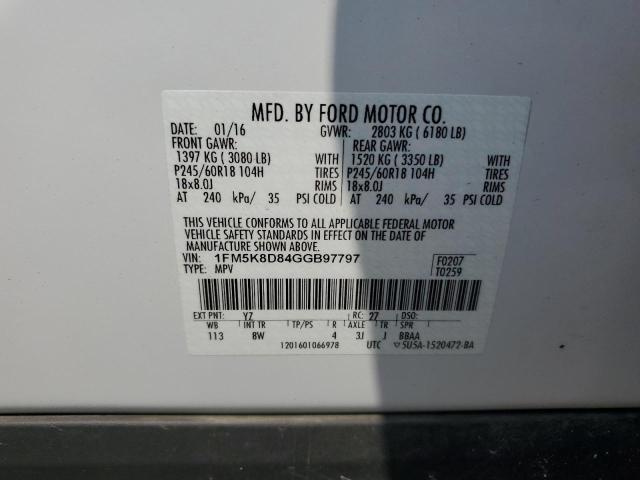 MFD. BY FORD MOTOR CO.
DATE: 01/16 GVWR: 2803 KG ( 6180 LB)
FRONT GAWR: REAR GAWR:
1397 KG ( 3080 LB) WITH 1520 KG ( 3350 LB) WITH
P245/60R18 104H TIRES P245/60R18 104H TIRES
18x8.0J RIMS 18x8.0J RIMS
AT 240 kPa/ 35 PSI COLD AT 240 kPa/ 35 PSI COLD
THIS VEHICLE CONFORMS TO ALL APPLICABLE FEDERAL MOTOR
VEHICLE SAFETY STANDARDS IN EFFECT ON THE DATE OF
MANUFACTURE SHOWN ABOVE.
VIN: 1FM5K8D84GGB97797 F0207
TYPE: MPV T0259
EXT PNT: YZ RC: 27 DSO:
WB INT TR TP/PS R AXLE TR SPR
113 8W 4 3J J BBAA
1201601066978 UTC ▽5U5A-1520472-BA